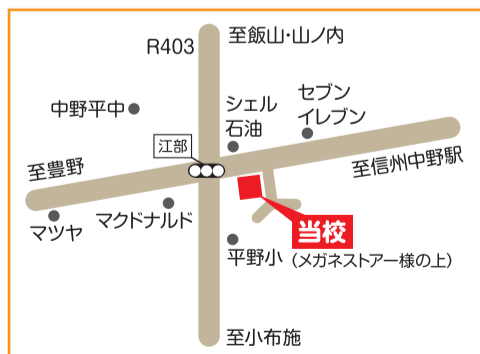 R403
至飯山・山ノ内
中野平中
シェル
石油
セブン
イレブン
江部
至豊野
至信州中野駅
マツヤ
マクドナルド
当校
平野小
(メガネストアー様の上)
至小布施